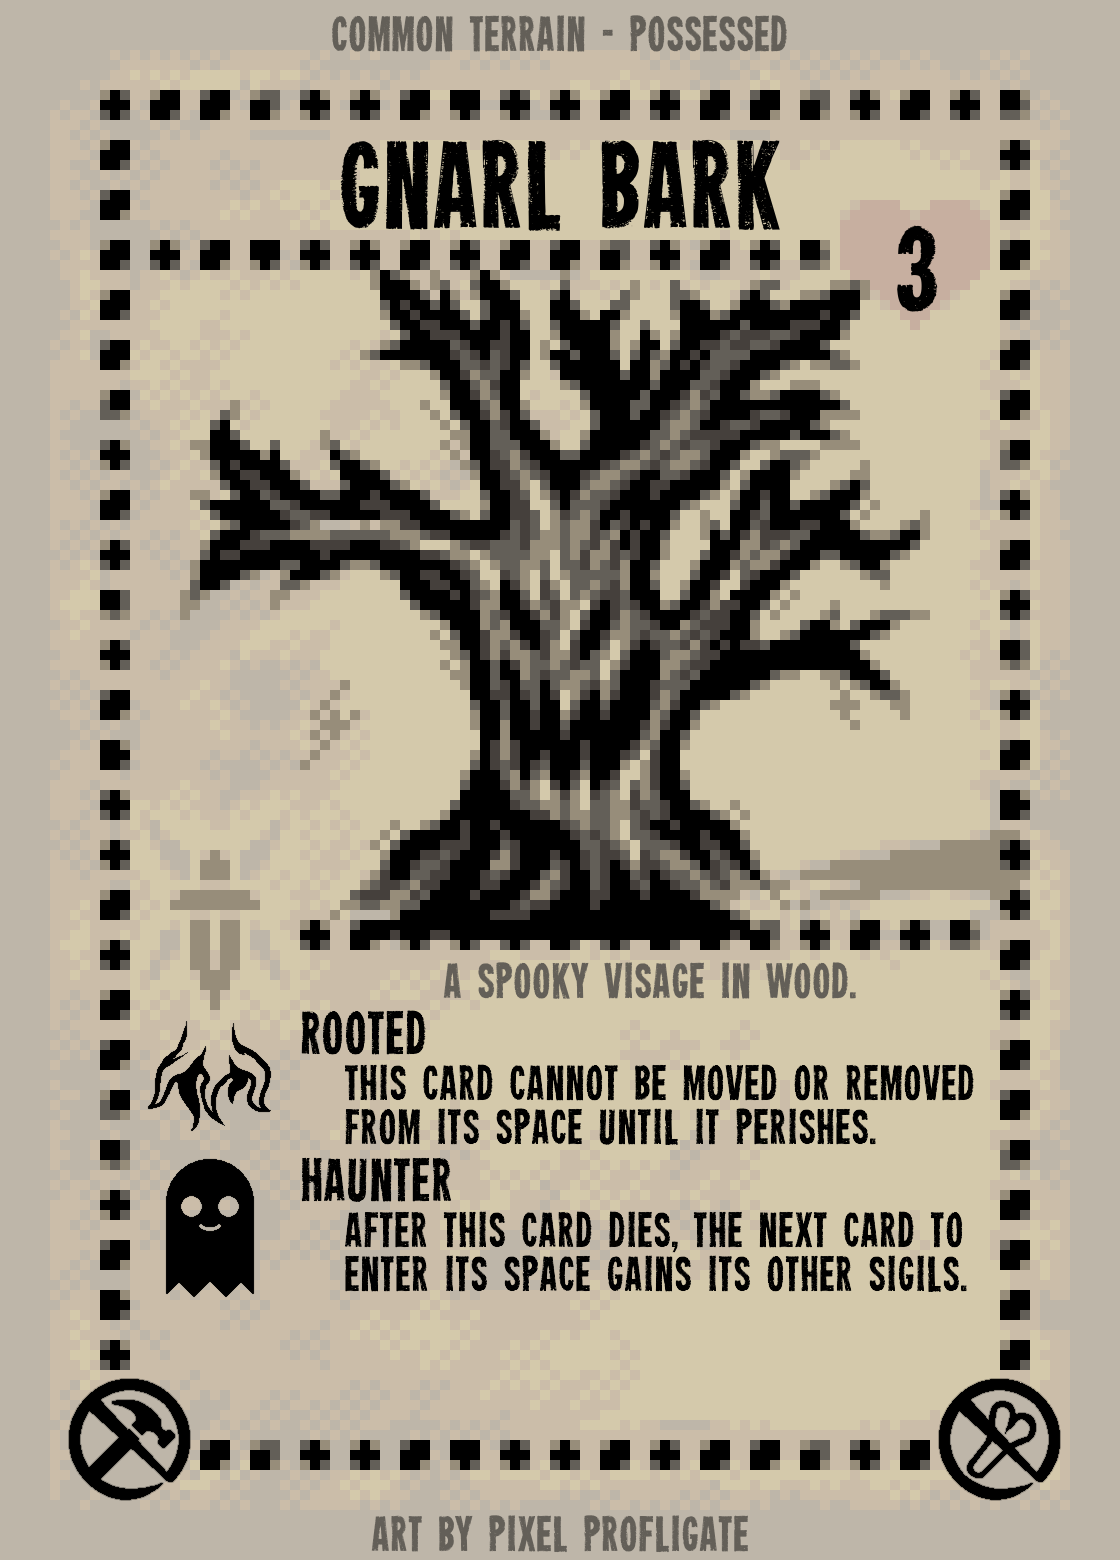 COMMON TERRAIN - POSSESSED
GNARL BARK
3
A SPOOKY VISAGE IN WOOD.
ROOTED
THIS CARD CANNOT BE MOVED OR REMOVED
FROM ITS SPACE UNTIL IT PERISHES.
HAUNTER
AFTER THIS CARD DIES, THE NEXT CARD TO
ENTER ITS SPACE GAINS ITS OTHER SIGILS.
ART BY PIXEL PROFLIGATE